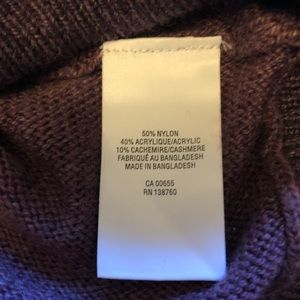 50% NYLON
40% ACRYLIQUE/ACRYLIC
10% CACHEMIRE/CASHMERE
FABRIQUÉ AU BANGLADESH
MADE IN BANGLADESH
CA 00655
RN 138760